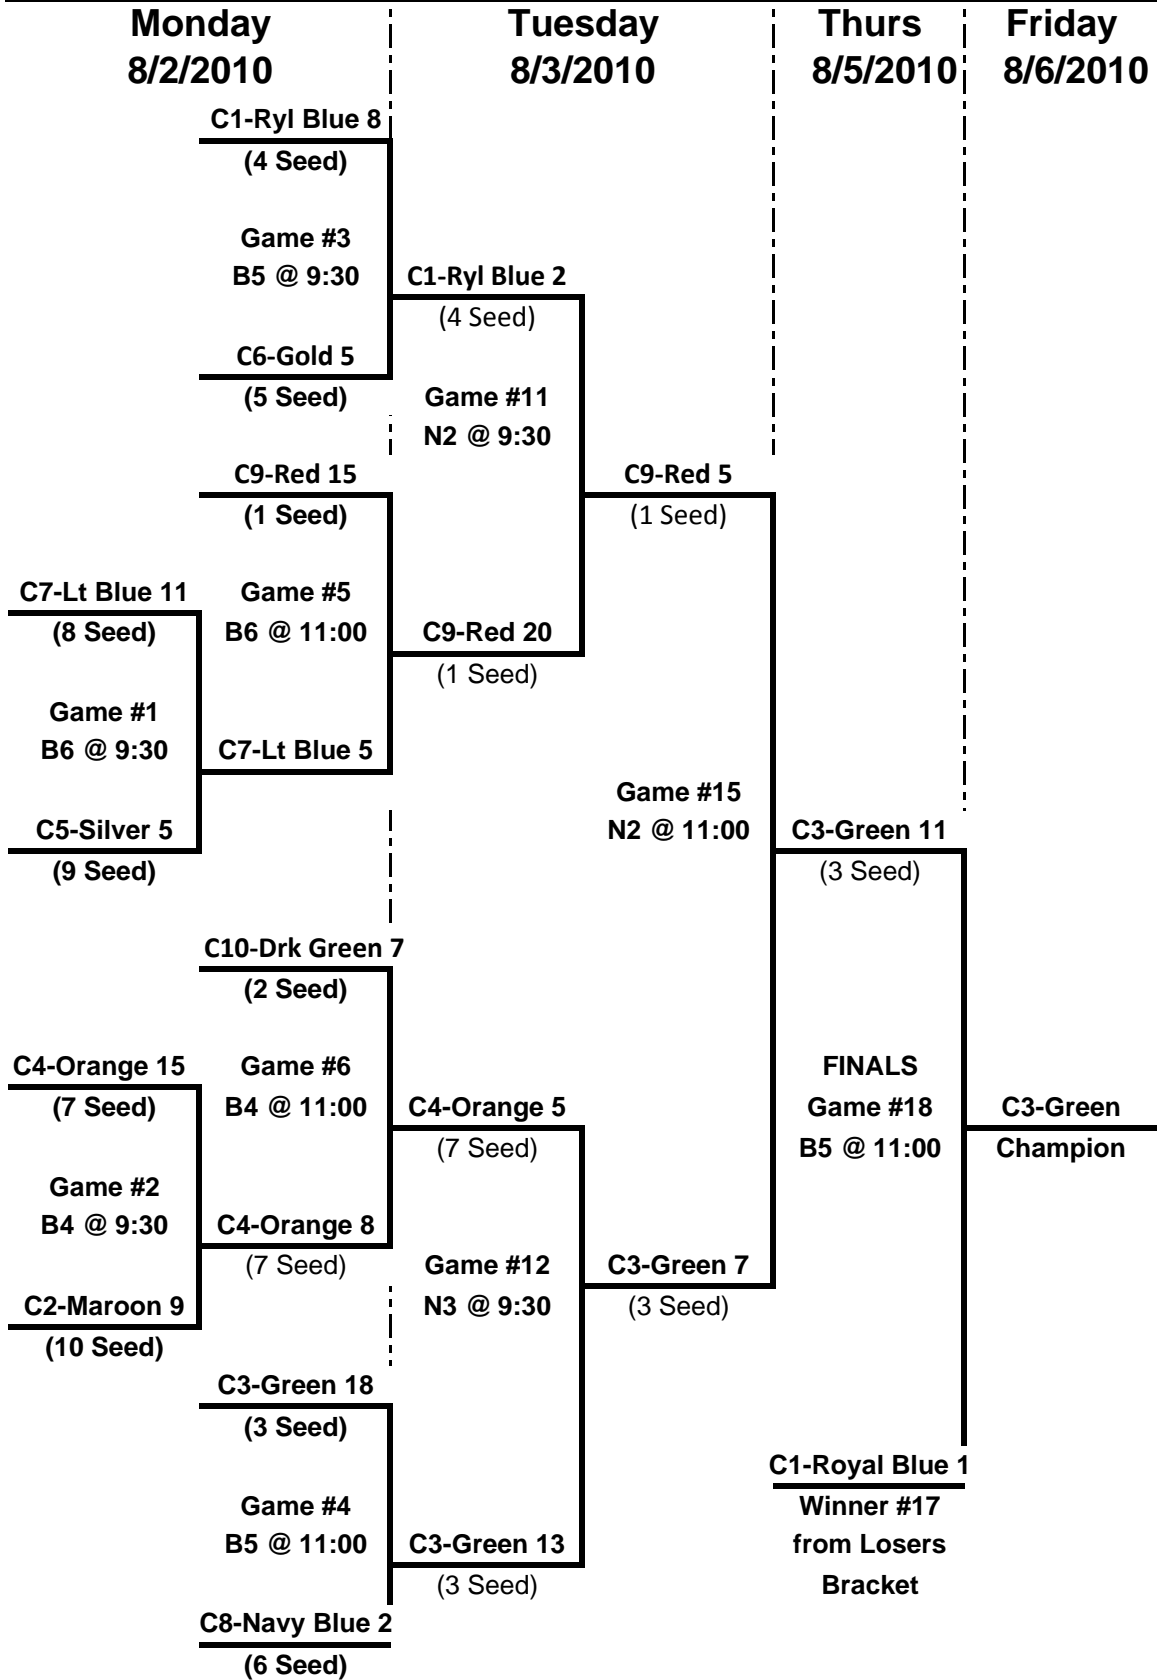 Monday
8/2/2010
Tuesday
8/3/2010
Thurs
8/5/2010
Friday
8/6/2010
C1-Ryl Blue 8
(4 Seed)
Game #3
B5 @ 9:30
C1-Ryl Blue 2
(4 Seed)
C6-Gold 5
(5 Seed)
Game #11
N2 @ 9:30
C9-Red 15
(1 Seed)
C9-Red 5
(1 Seed)
C7-Lt Blue 11
(8 Seed)
Game #5
B6 @ 11:00
C9-Red 20
(1 Seed)
Game #1
B6 @ 9:30
C7-Lt Blue 5
Game #15
N2 @ 11:00
C5-Silver 5
(9 Seed)
C3-Green 11
(3 Seed)
C10-Drk Green 7
(2 Seed)
C4-Orange 15
(7 Seed)
Game #6
B4 @ 11:00
C4-Orange 5
(7 Seed)
FINALS
Game #18
B5 @ 11:00
C3-Green
Champion
Game #2
B4 @ 9:30
C4-Orange 8
(7 Seed)
Game #12
N3 @ 9:30
C3-Green 7
(3 Seed)
C2-Maroon 9
(10 Seed)
C3-Green 18
(3 Seed)
C1-Royal Blue 1
Winner #17
from Losers
Bracket
Game #4
B5 @ 11:00
C3-Green 13
(3 Seed)
C8-Navy Blue 2
(6 Seed)